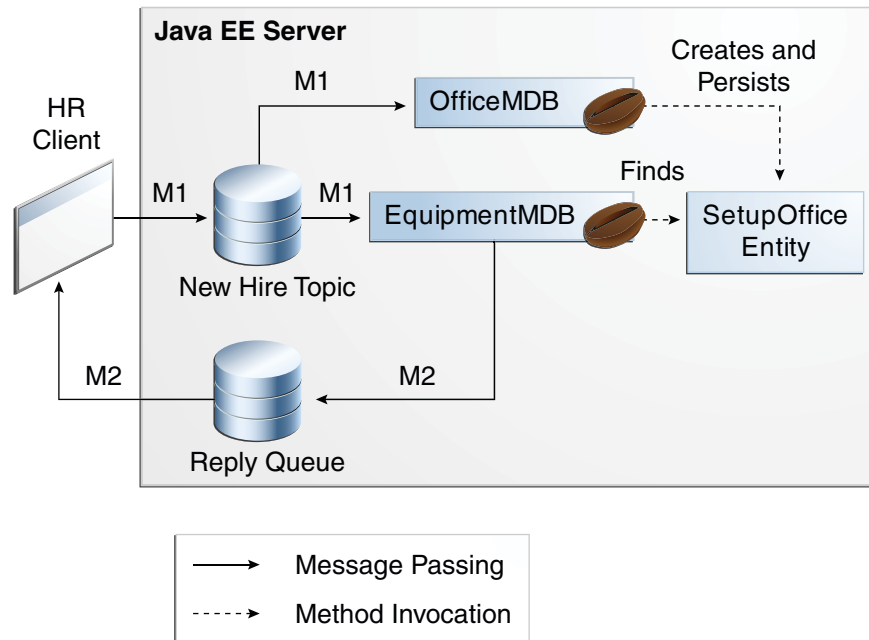 Java EE Server
HR
Client
M1
M1
M1
OfficeMDB
Creates and
Persists
EquipmentMDB
Finds
SetupOffice
Entity
New Hire Topic
M2
M2
Reply Queue
Message Passing
Method Invocation